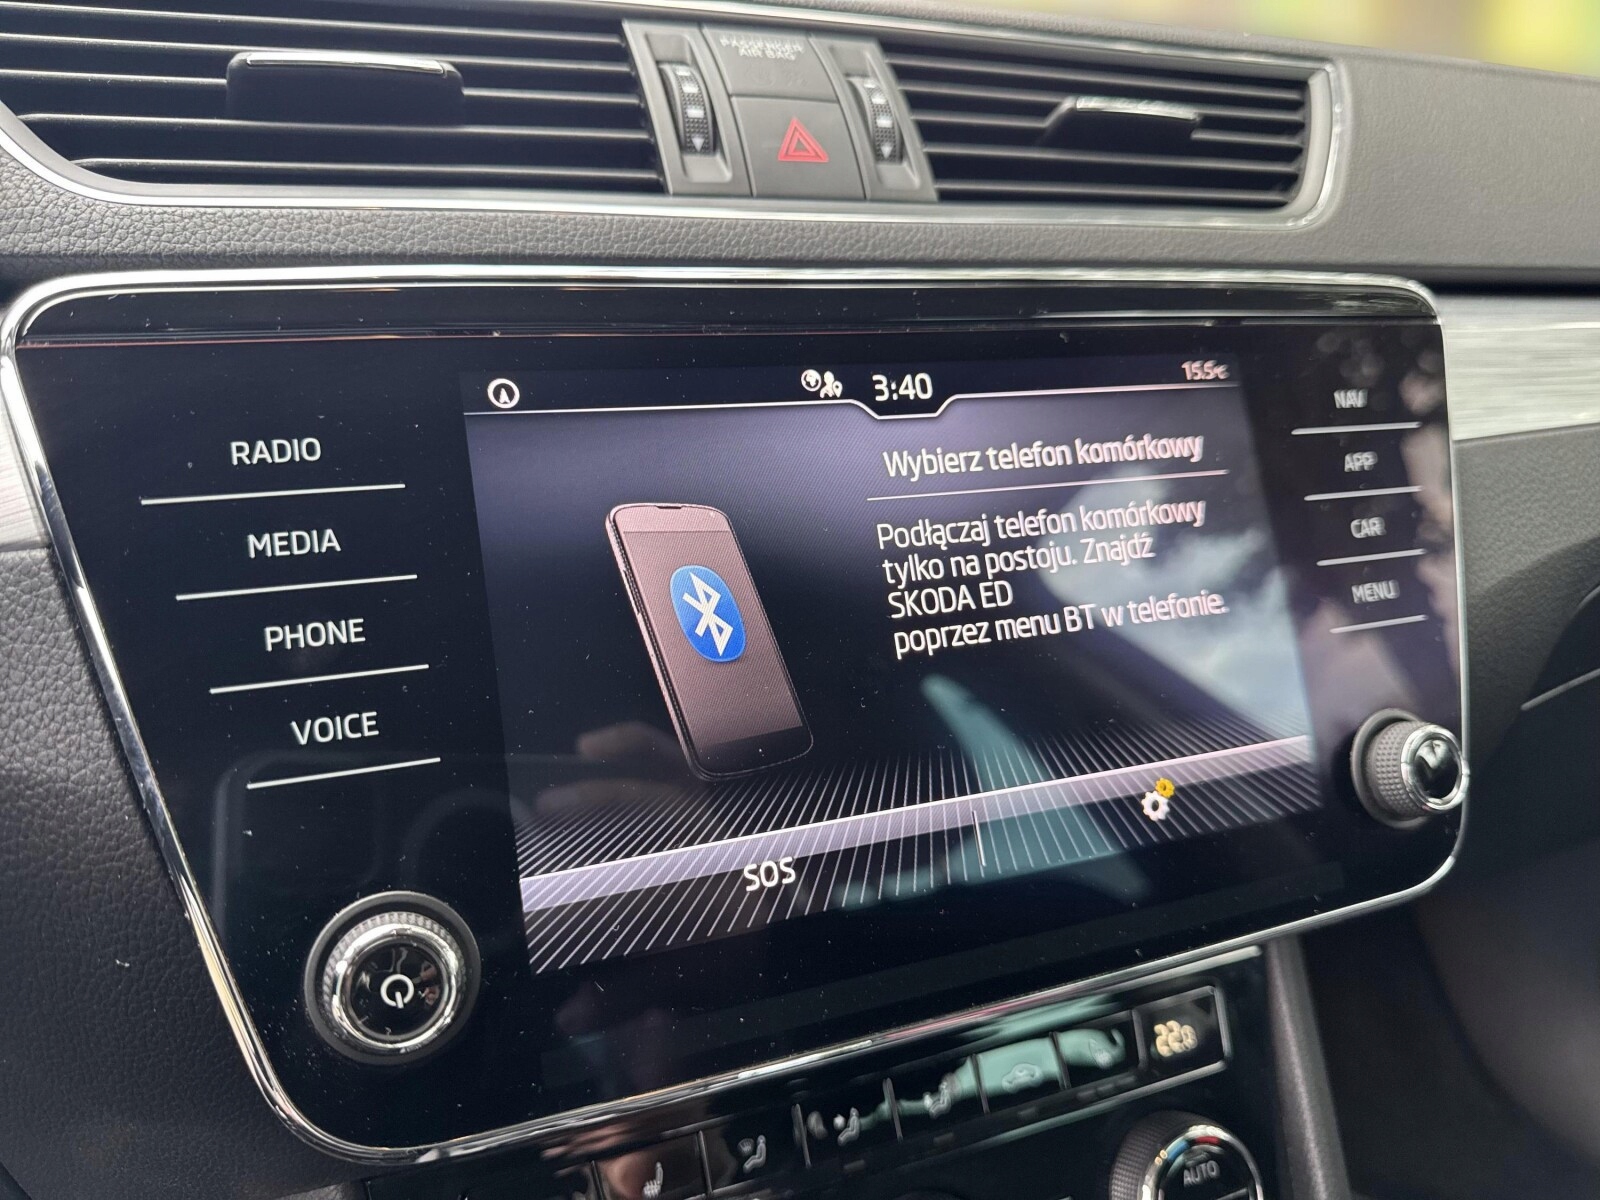 PASSENGER
AIR BAG
3:40
15.5°C
RADIO
MEDIA
PHONE
VOICE
Wybierz telefon komórkowy
Podłączaj telefon komórkowy
tylko na postoju. Znajdź
SKODA ED
poprzez menu BT w telefonie.
SOS
NAV
APP
CAR
MENU
AUTO